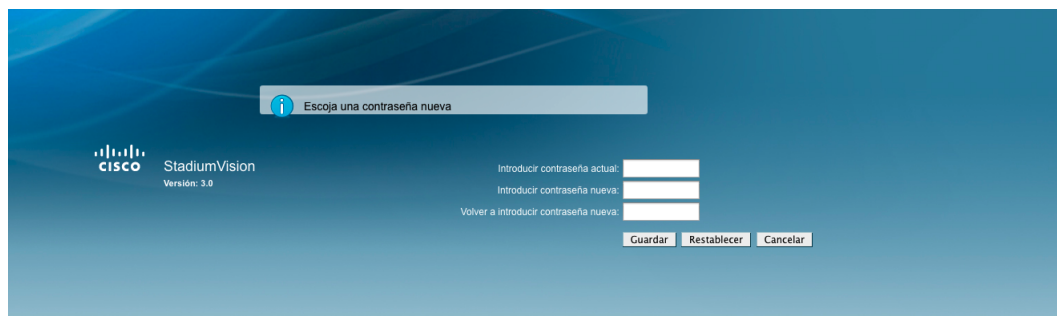 Escoja una contraseña nueva
CISCO
StadiumVision
Versión: 3.0
Introducir contraseña actual:
Introducir contraseña nueva:
Volver a introducir contraseña nueva:
Guardar Restablecer Cancelar